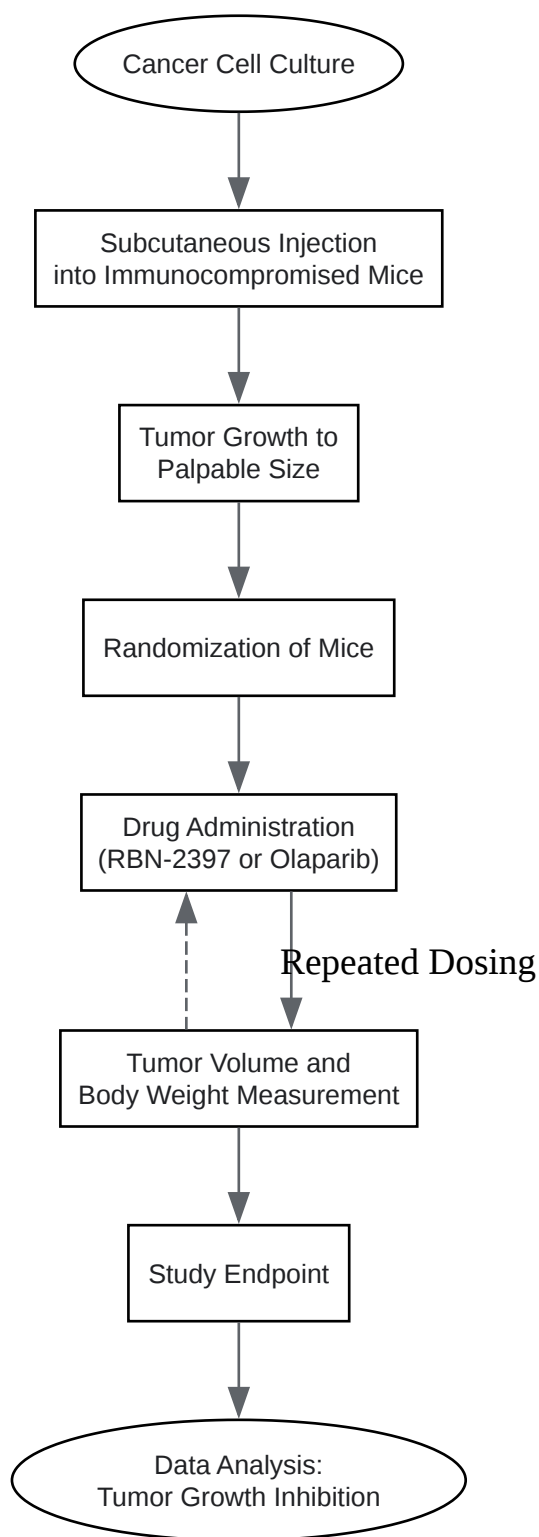 Cancer Cell Culture
Subcutaneous Injection
into Immunocompromised Mice
Tumor Growth to
Palpable Size
Randomization of Mice
Drug Administration
(RBN-2397 or Olaparib)
Repeated Dosing
Tumor Volume and
Body Weight Measurement
Study Endpoint
Data Analysis:
Tumor Growth Inhibition